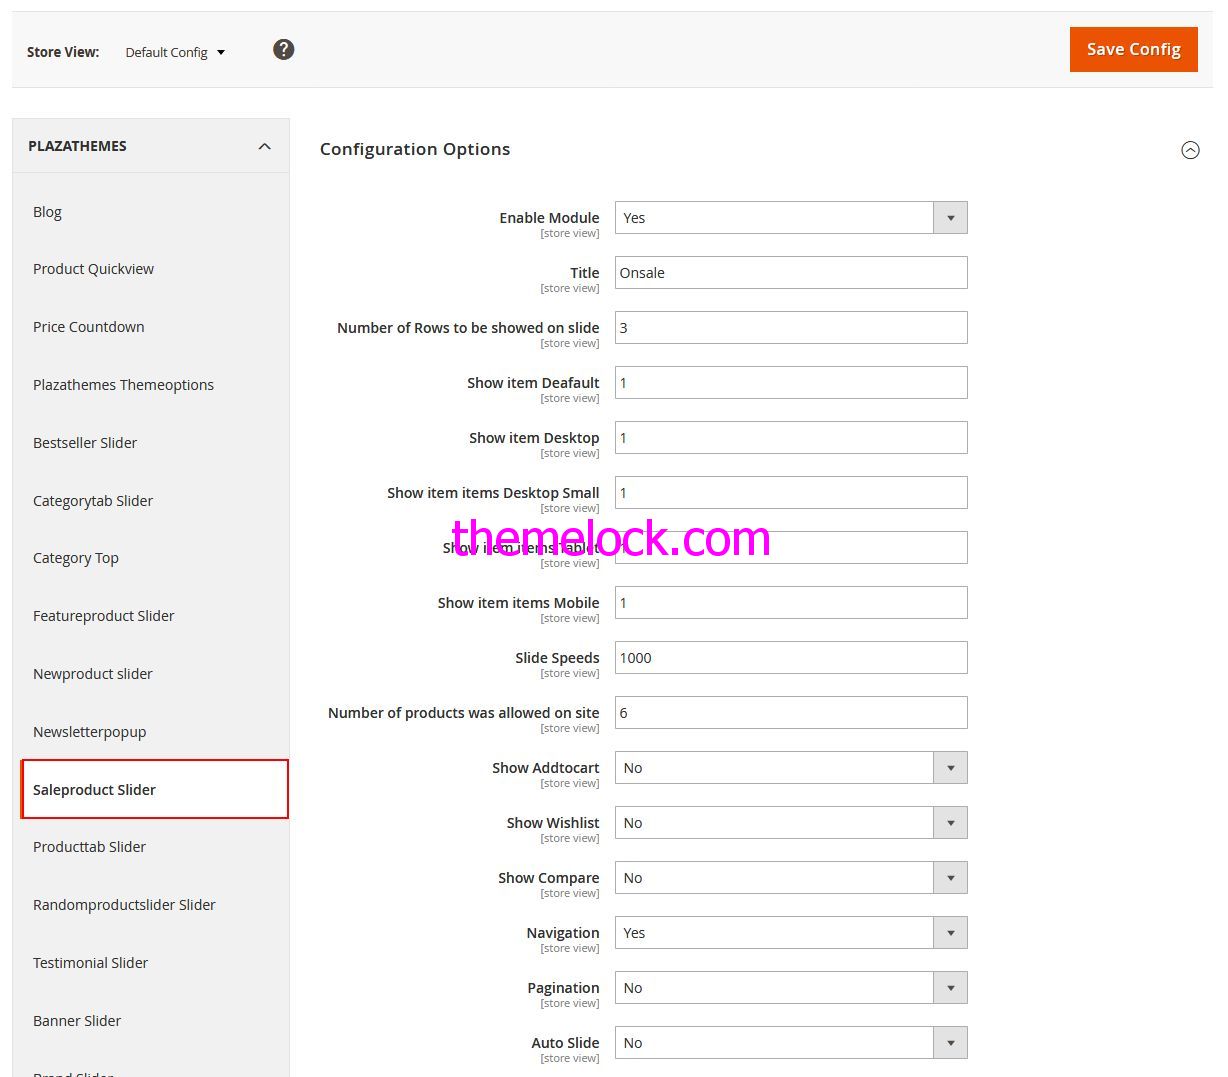 Store View: Default Config ? Save Config
PLAZATHEMES
Blog
Product Quickview
Price Countdown
Plazathemes Themeoptions
Bestseller Slider
Categorytab Slider
Category Top
Featureproduct Slider
Newproduct slider
Newsletterpopup
Saleproduct Slider
Producttab Slider
Randomproductslider Slider
Testimonial Slider
Banner Slider
Brand Slider
Configuration Options
Enable Module Yes
[store view]
Title Onsale
[store view]
Number of Rows to be showed on slide 3
[store view]
Show item Deafault 1
[store view]
Show item Desktop 1
[store view]
Show item items Desktop Small 1
[store view]
themelock.com
Show item items Tablet 1
[store view]
Show item items Mobile 1
[store view]
Slide Speeds 1000
[store view]
Number of products was allowed on site 6
[store view]
Show Addtocart No
[store view]
Show Wishlist No
[store view]
Show Compare No
[store view]
Navigation Yes
[store view]
Pagination No
[store view]
Auto Slide No
[store view]